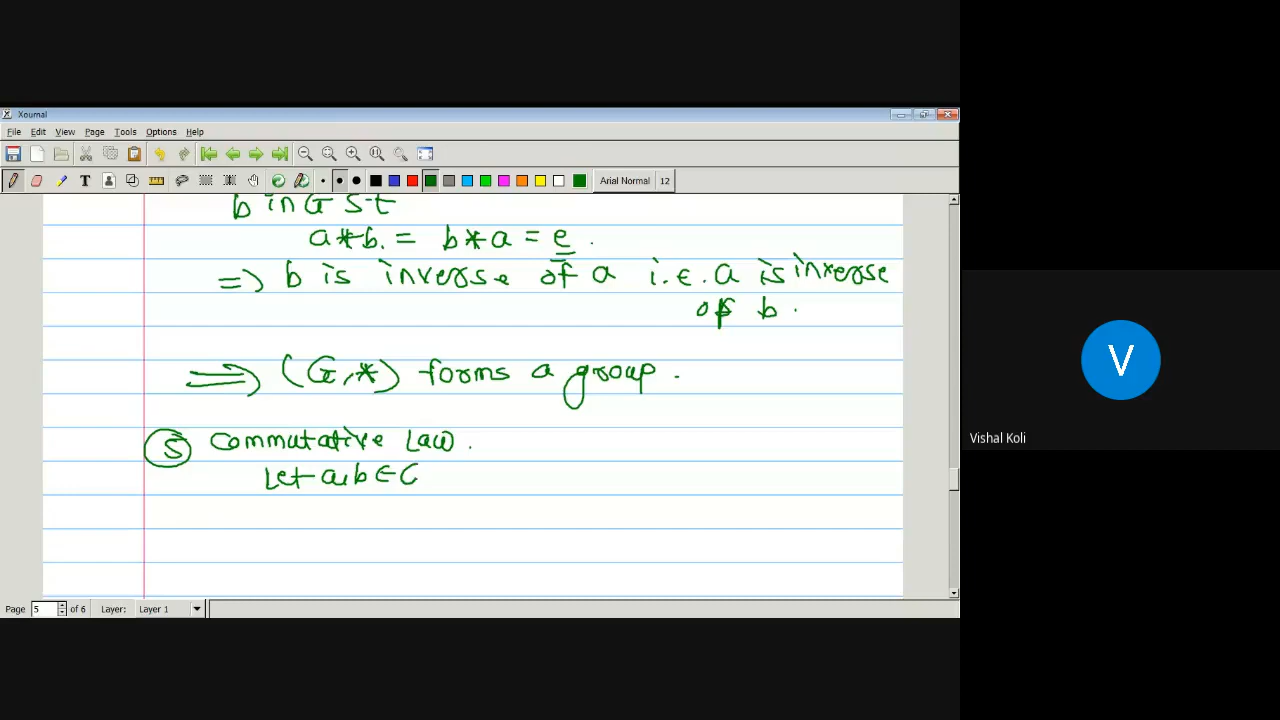 Xournal
File Edit View Page Tools Options Help
T Arial Normal 12
b in G s.t
a*b. = b*a = e.
=> b is inverse of a i.e. a is inverse
of b.
=> (G,*) forms a group.
5 Commutative Law.
Let a,b ∈ G
Page 5 of 6 Layer: Layer 1
V
Vishal Koli